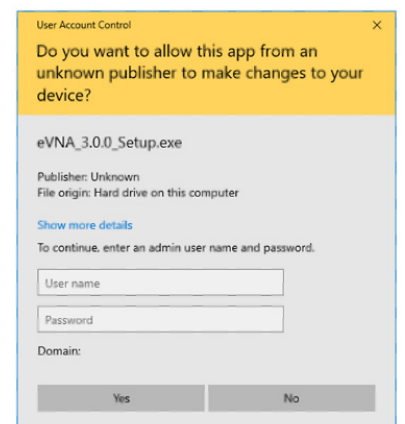 User Account Control
Do you want to allow this app from an
unknown publisher to make changes to your
device?
eVNA_3.0.0_Setup.exe
Publisher: Unknown
File origin: Hard drive on this computer
Show more details
To continue, enter an admin user name and password.
User name
Password
Domain:
Yes No